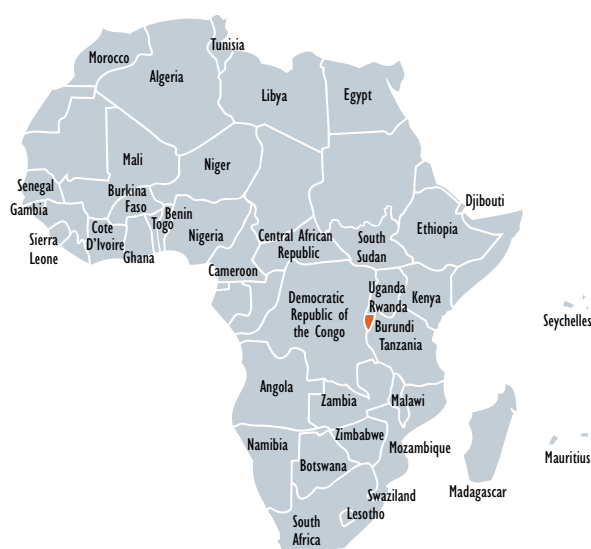 Tunisia
Morocco
Algeria
Libya
Egypt
Mali
Niger
Senegal
Burkina
Faso
Gambia
Benin
Togo
Cote
D'Ivoire
Ghana
Sierra
Leone
Nigeria
Cameroon
Central African
Republic
South
Sudan
Ethiopia
Djibouti
Uganda
Rwanda
Kenya
Burundi
Tanzania
Democratic
Republic of
the Congo
Seychelles
Angola
Zambia
Malawi
Zimbabwe
Mozambique
Namibia
Botswana
Madagascar
Mauritius
Swaziland
Lesotho
South
Africa